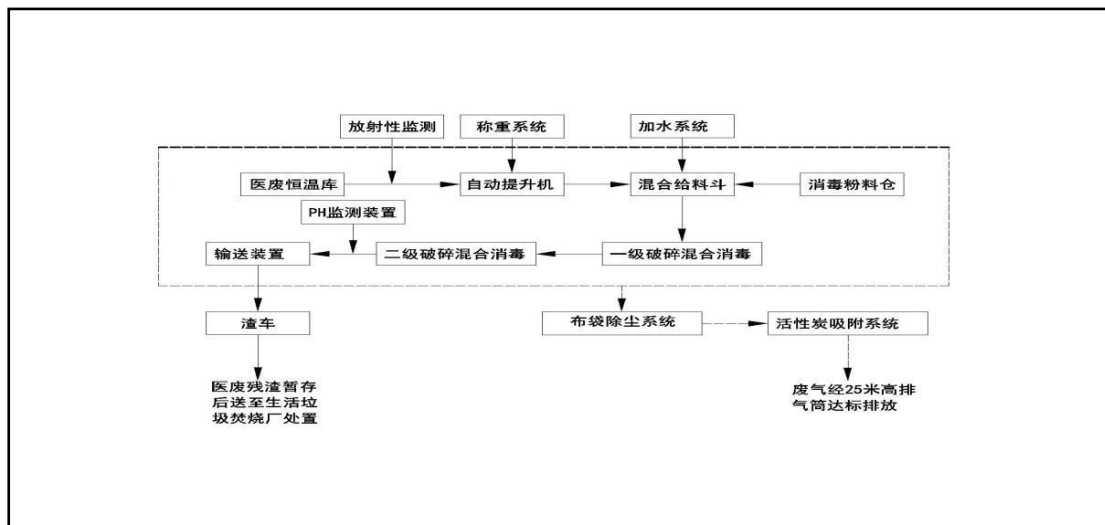 放射性监测
称重系统
加水系统
医废恒温库
自动提升机
混合给料斗
消毒粉料仓
PH监测装置
输送装置
二级破碎混合消毒
一级破碎混合消毒
渣车
布袋除尘系统
活性炭吸附系统
医废残渣暂存
后送至生活垃
圾焚烧厂处置
废气经25米高排
气筒达标排放